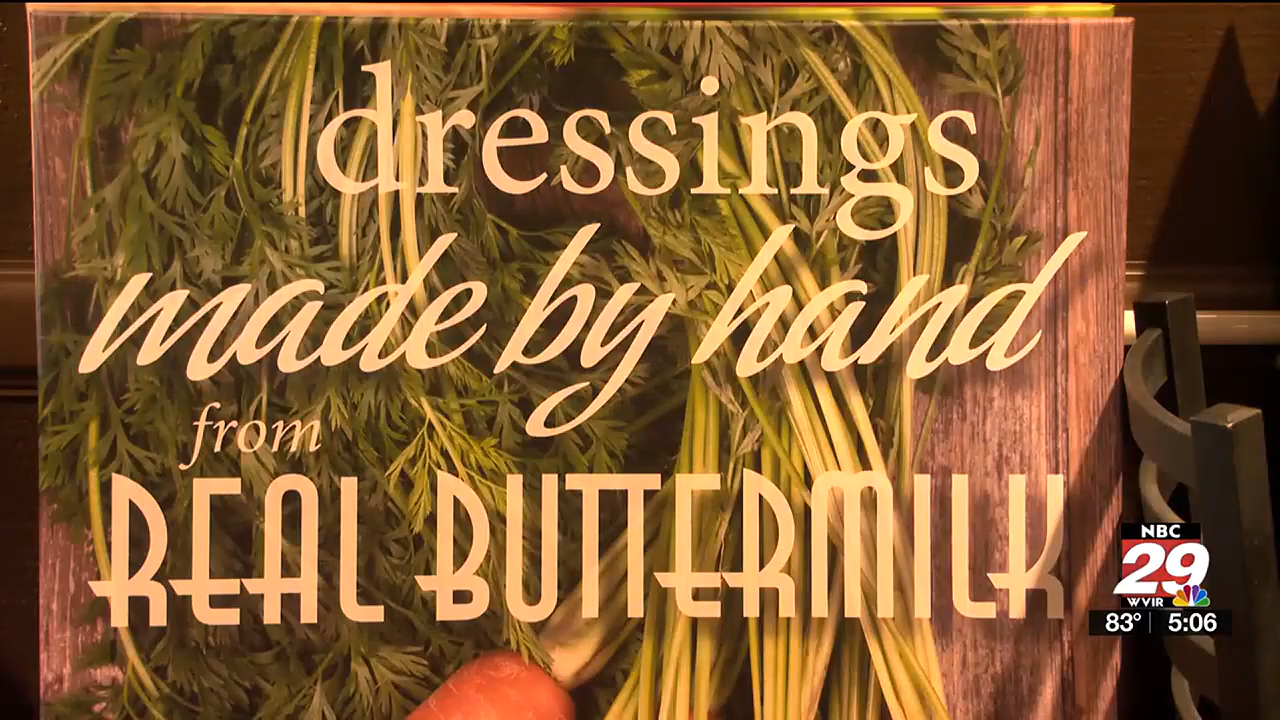 dressings
made by hand
from
REAL BUTTERMILK
NBC
29
WVIR
83° 5:06